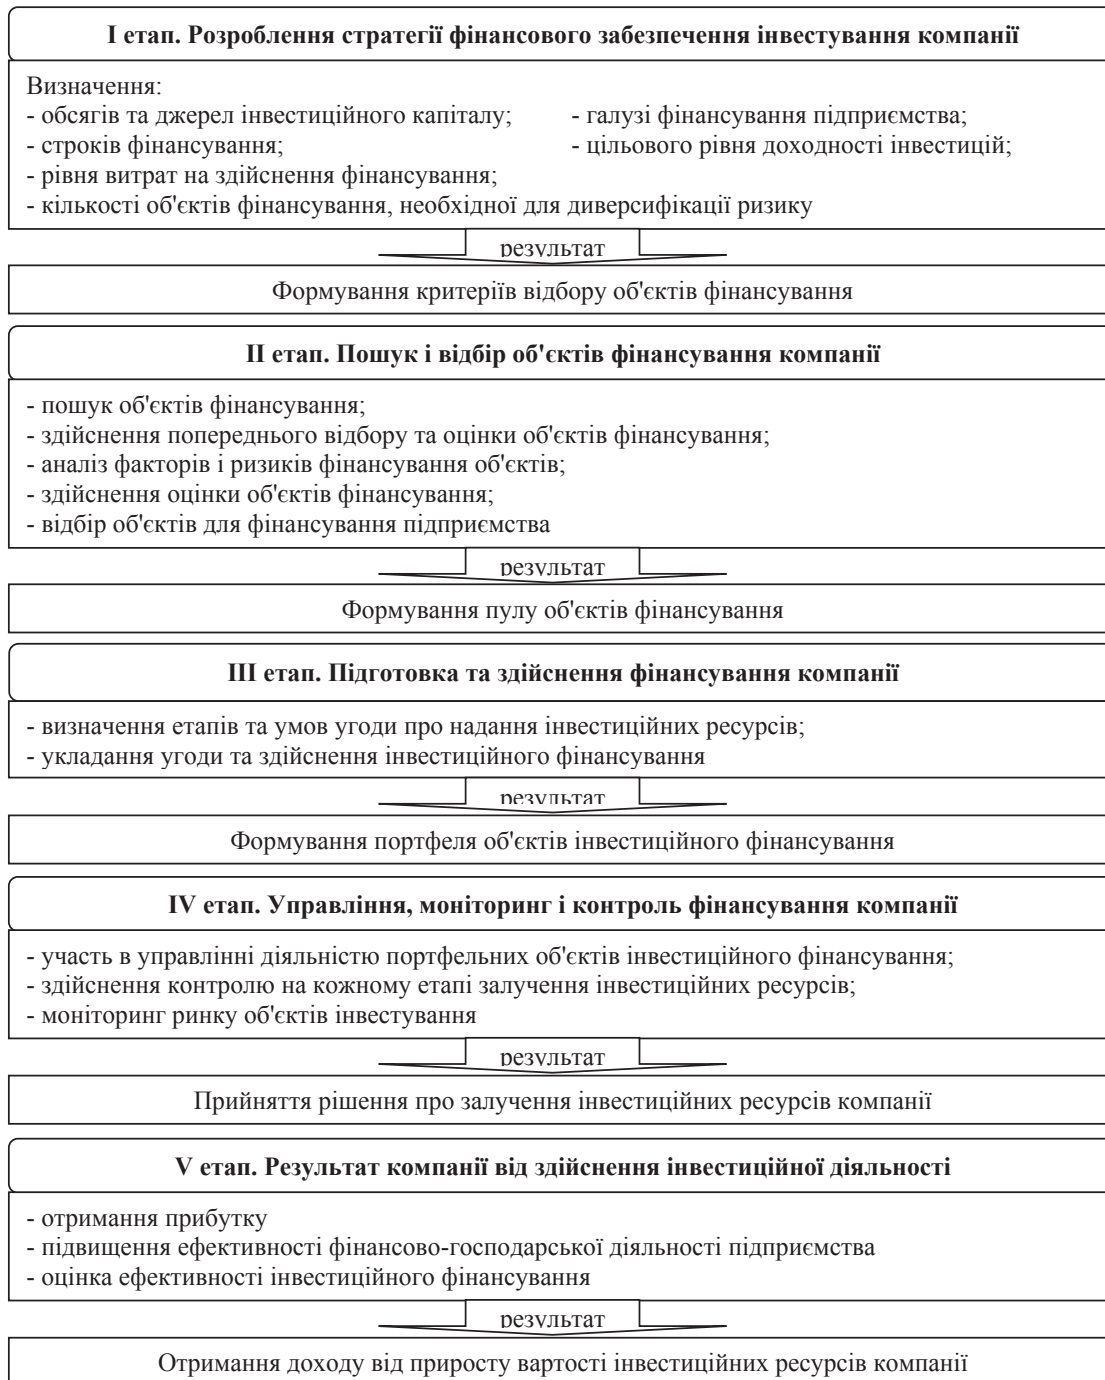 I етап. Розроблення стратегії фінансового забезпечення інвестування компанії
Визначення:
- обсягів та джерел інвестиційного капіталу; - галузі фінансування підприємства;
- строків фінансування; - цільового рівня доходності інвестицій;
- рівня витрат на здійснення фінансування;
- кількості об'єктів фінансування, необхідної для диверсифікації ризику
результат
Формування критеріїв відбору об'єктів фінансування
II етап. Пошук і відбір об'єктів фінансування компанії
- пошук об'єктів фінансування;
- здійснення попереднього відбору та оцінки об'єктів фінансування;
- аналіз факторів і ризиків фінансування об'єктів;
- здійснення оцінки об'єктів фінансування;
- відбір об'єктів для фінансування підприємства
результат
Формування пулу об'єктів фінансування
III етап. Підготовка та здійснення фінансування компанії
- визначення етапів та умов угоди про надання інвестиційних ресурсів;
- укладання угоди та здійснення інвестиційного фінансування
результат
Формування портфеля об'єктів інвестиційного фінансування
IV етап. Управління, моніторинг і контроль фінансування компанії
- участь в управлінні діяльністю портфельних об'єктів інвестиційного фінансування;
- здійснення контролю на кожному етапі залучення інвестиційних ресурсів;
- моніторинг ринку об'єктів інвестування
результат
Прийняття рішення про залучення інвестиційних ресурсів компанії
V етап. Результат компанії від здійснення інвестиційної діяльності
- отримання прибутку
- підвищення ефективності фінансово-господарської діяльності підприємства
- оцінка ефективності інвестиційного фінансування
результат
Отримання доходу від приросту вартості інвестиційних ресурсів компанії